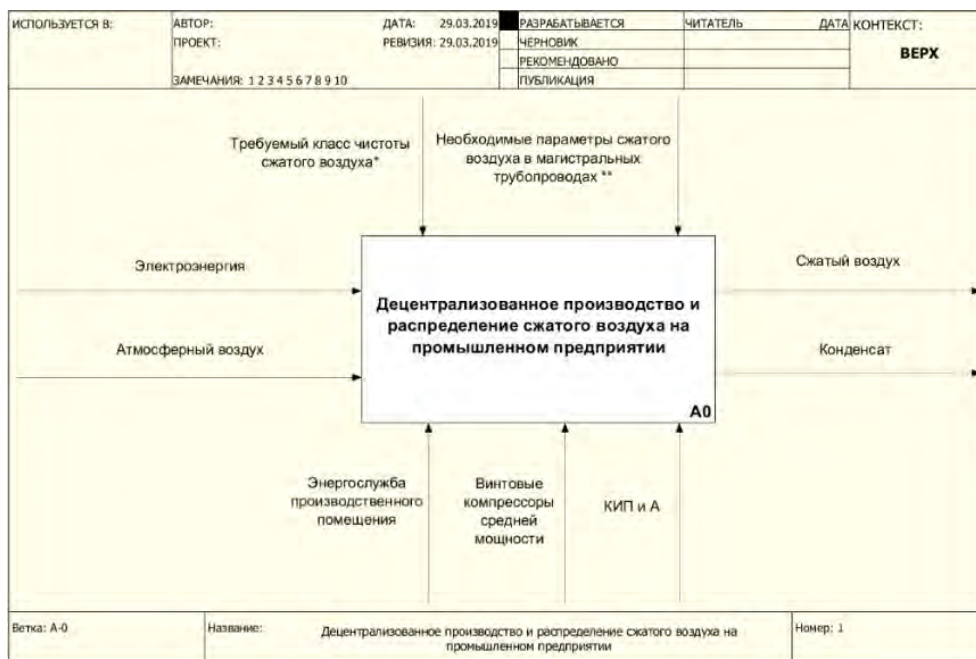 ИСПОЛЬЗУЕТСЯ В:
АВТОР:
ДАТА: 29.03.2019
РАЗРАБАТЫВАЕТСЯ
ЧИТАТЕЛЬ
ДАТА
КОНТЕКСТ:
ПРОЕКТ:
РЕВИЗИЯ: 29.03.2019
ЧЕРНОВИК
ВЕРХ
РЕКОМЕНДОВАНО
ЗАМЕЧАНИЯ: 1 2 3 4 5 6 7 8 9 10
ПУБЛИКАЦИЯ
Требуемый класс чистоты
сжатого воздуха*
Необходимые параметры сжатого
воздуха в магистральных
трубопроводах **
Электроэнергия
Атмосферный воздух
Децентрализованное производство и
распределение сжатого воздуха на
промышленном предприятии
A0
Сжатый воздух
Конденсат
Энергослужба
производственного
помещения
Винтовые
компрессоры
средней
мощности
КИП и А
Ветка: A-0
Название:
Децентрализованное производство и распределение сжатого воздуха на
промышленном предприятии
Номер: 1